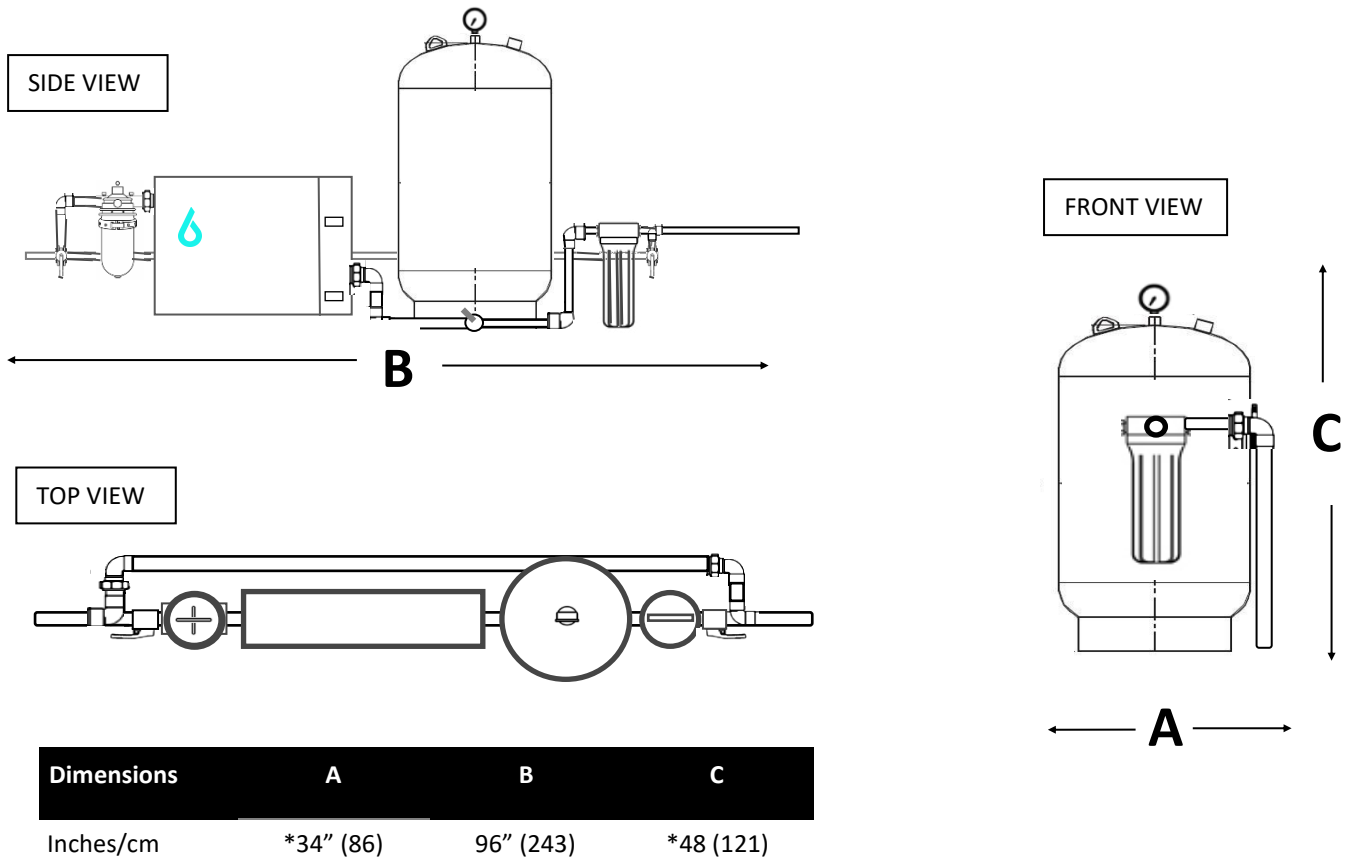 SIDE VIEW
B
TOP VIEW
FRONT VIEW
C
A
Dimensions A B C
Inches/cm *34” (86) 96” (243) *48 (121)